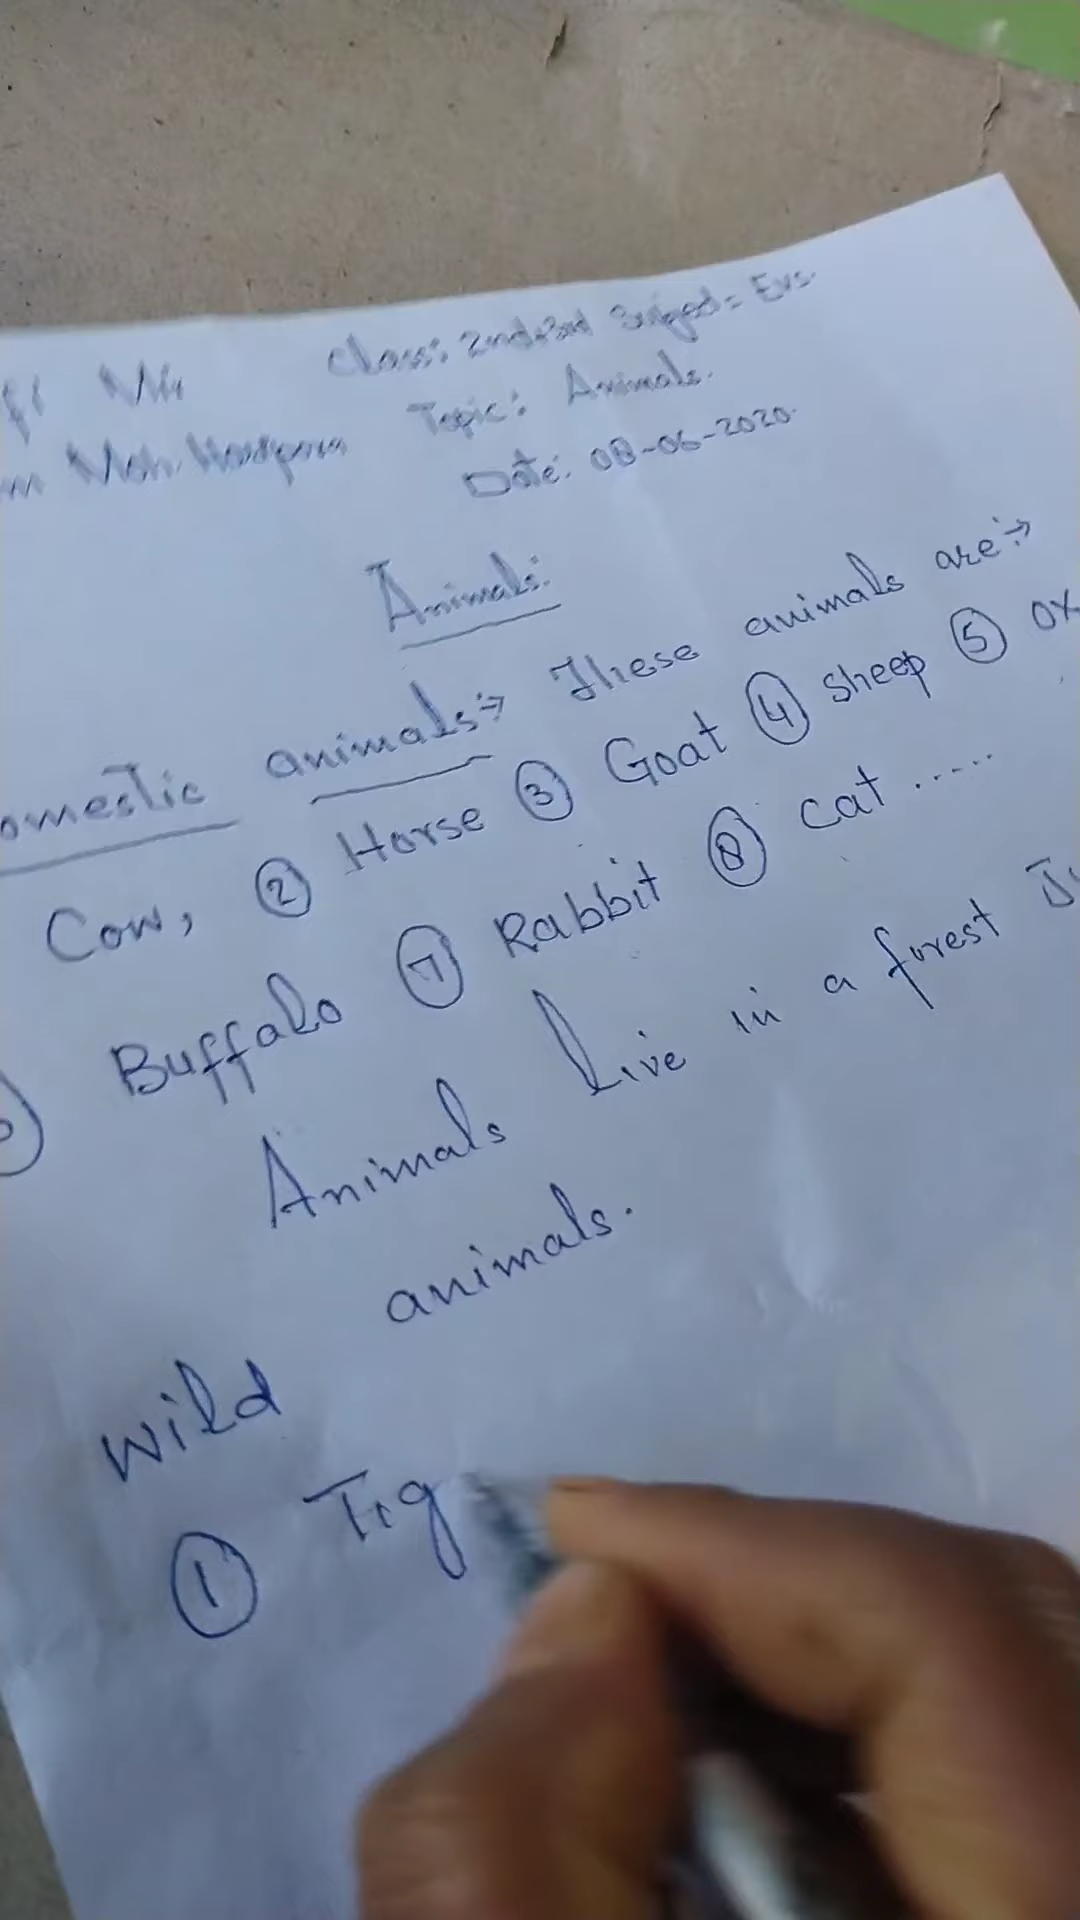 Class: 2nd&3rd Subject= Evs.
Topic: Animals.
Date: 08-06-2020.
Animals:
omestic animals:→ These animals are:→
Cow, ② Horse ③ Goat ④ Sheep ⑤ Ox
Buffalo ⑦ Rabbit ⑧ cat .....
Animals live in a forest
animals.
wild
① Tig